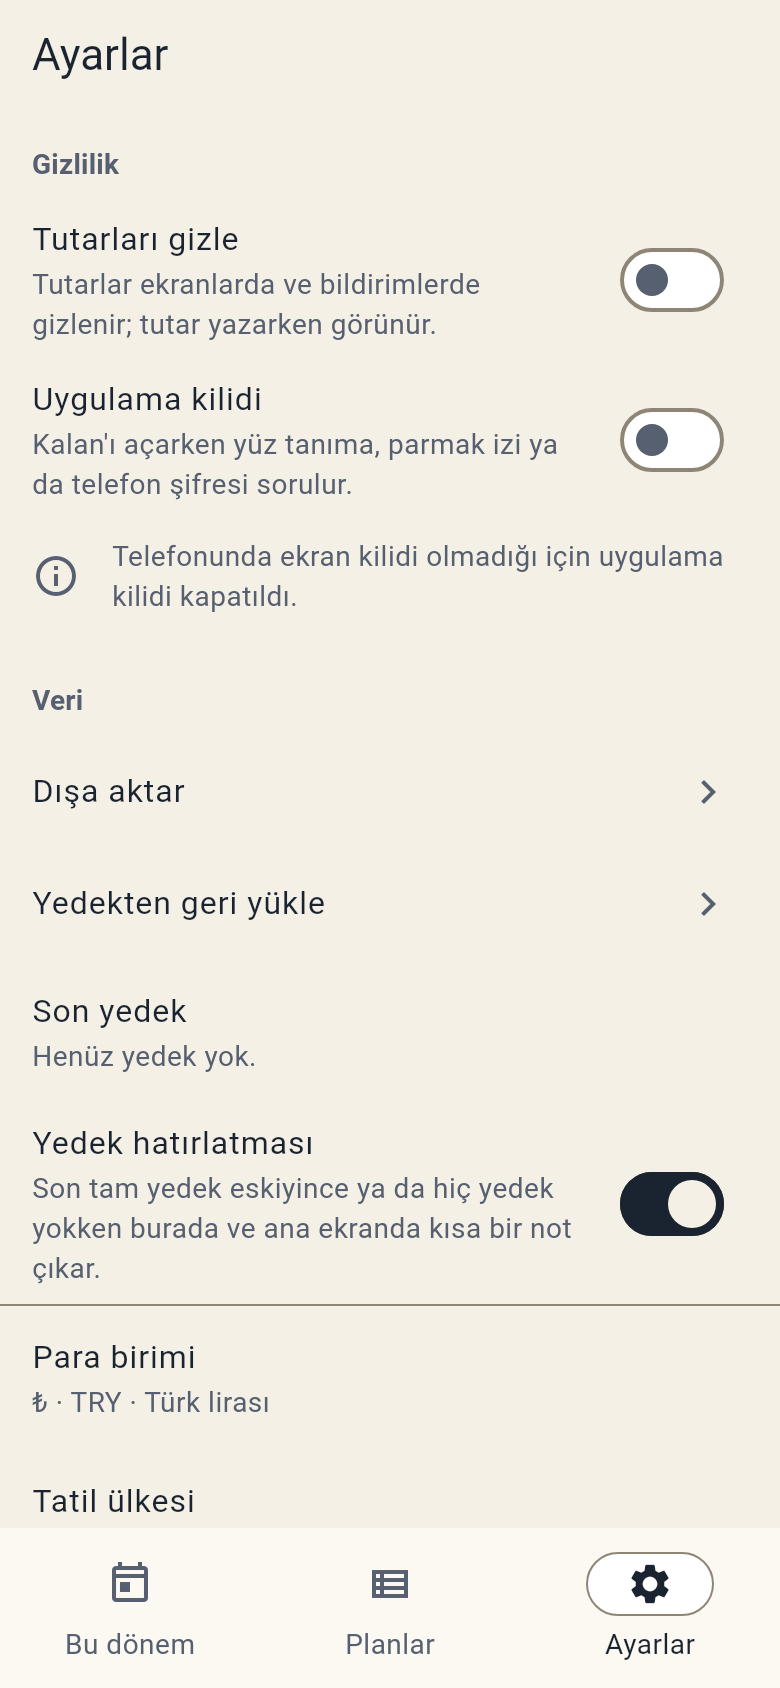 Ayarlar
Gizlilik
Tutarları gizle
Tutarlar ekranlarda ve bildirimlerde
gizlenir; tutar yazarken görünür.
Uygulama kilidi
Kalan'ı açarken yüz tanıma, parmak izi ya
da telefon şifresi sorulur.
Telefonunda ekran kilidi olmadığı için uygulama
kilidi kapatıldı.
Veri
Dışa aktar
Yedekten geri yükle
Son yedek
Henüz yedek yok.
Yedek hatırlatması
Son tam yedek eskiyince ya da hiç yedek
yokken burada ve ana ekranda kısa bir not
çıkar.
Para birimi
₺ · TRY · Türk lirası
Tatil ülkesi
Bu dönem
Planlar
Ayarlar